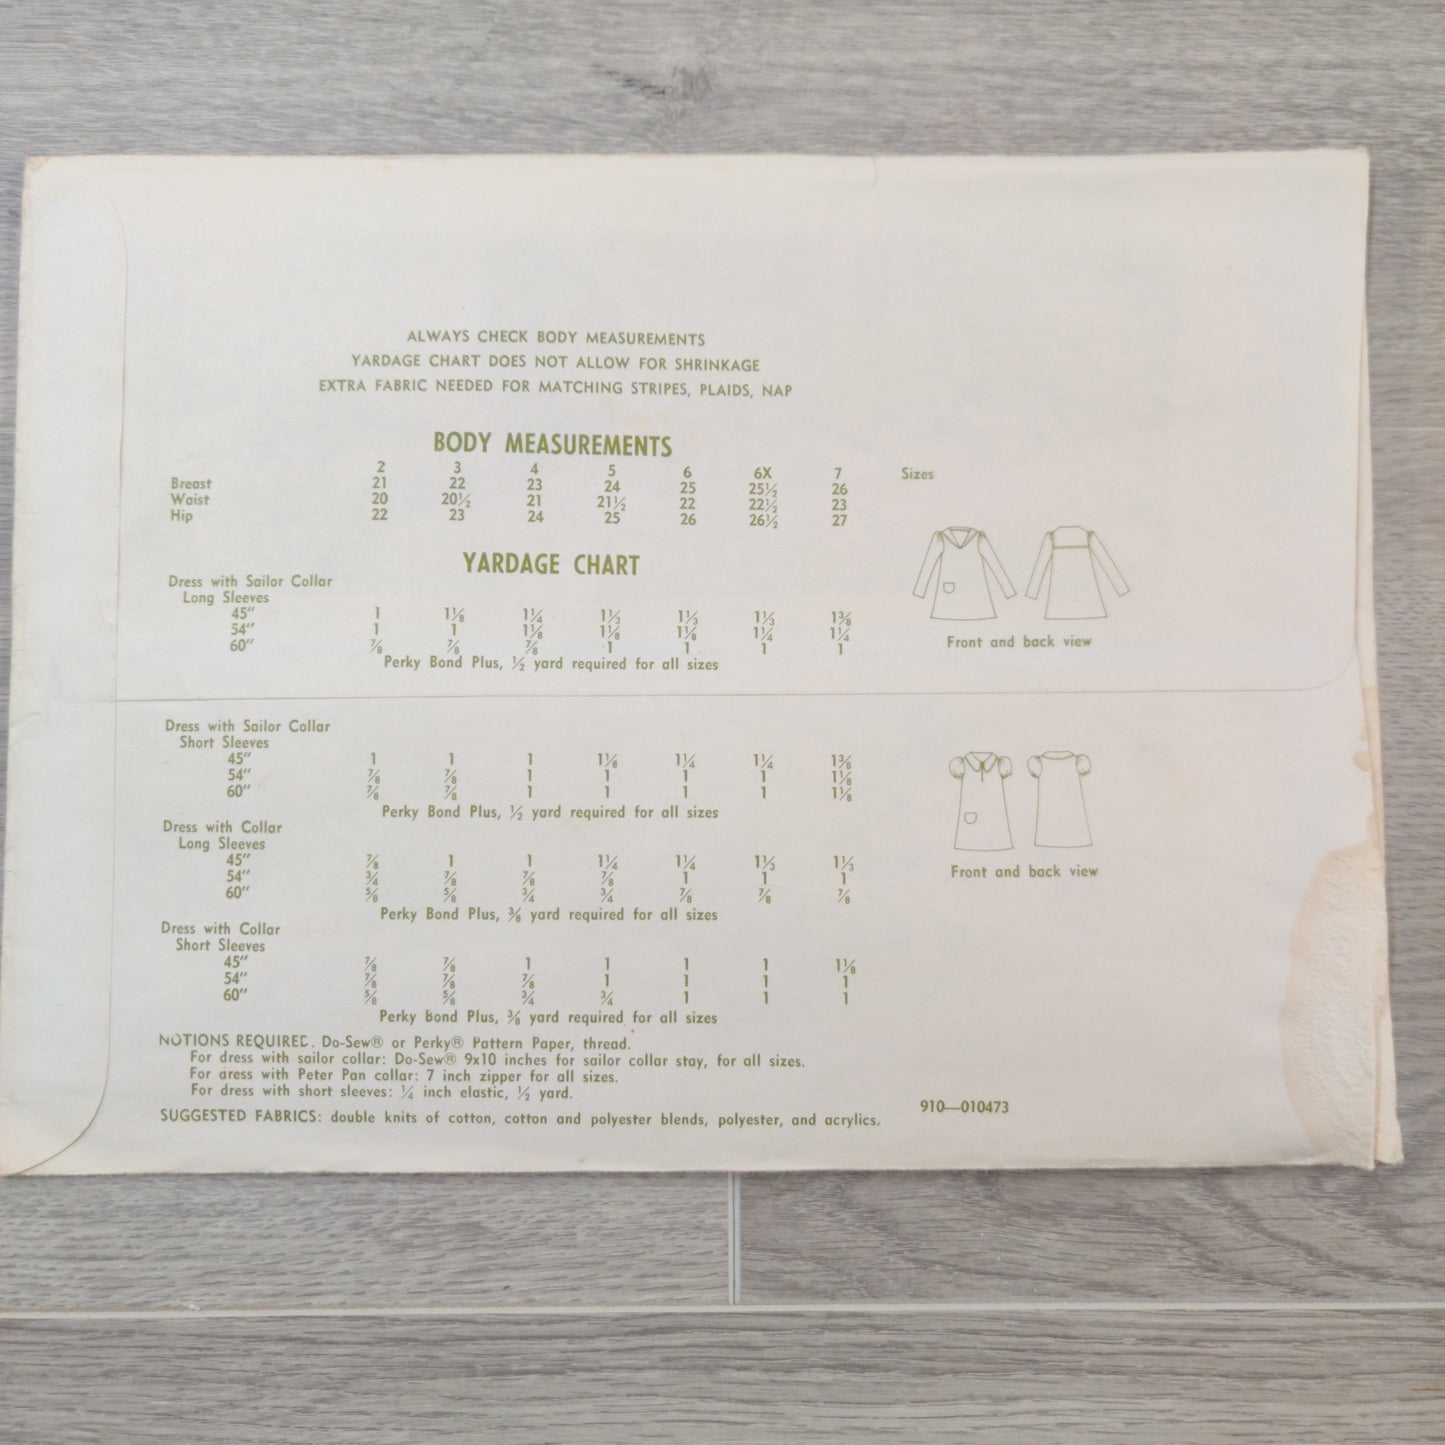 ALWAYS CHECK BODY MEASUREMENTS
YARDAGE CHART DOES NOT ALLOW FOR SHRINKAGE
EXTRA FABRIC NEEDED FOR MATCHING STRIPES, PLAIDS, NAP
BODY MEASUREMENTS
2 3 4 5 6 6X 7 Sizes
Breast 21 22 23 24 25 25½ 26
Waist 20 20½ 21 21½ 22 22½ 23
Hip 22 23 24 25 26 26½ 27
YARDAGE CHART
Dress with Sailor Collar
Long Sleeves
45" 1 1⅛ 1¼ 1⅓ 1⅓ 1⅓ 1⅜
54" 1 1 1⅛ 1⅛ 1⅛ 1¼ 1¼
60" ⅞ ⅞ ⅞ 1 1 1 1
Perky Bond Plus, ½ yard required for all sizes
Front and back view
Dress with Sailor Collar
Short Sleeves
45" 1 1 1 1⅛ 1¼ 1¼ 1⅜
54" ⅞ ⅞ 1 1 1 1 1⅛
60" ⅞ ⅞ 1 1 1 1 1⅛
Perky Bond Plus, ½ yard required for all sizes
Dress with Collar
Long Sleeves
45" ⅞ 1 1 1¼ 1¼ 1⅓ 1⅓
54" ¾ ⅞ ⅞ ⅞ 1 1 1
60" ⅝ ⅝ ¾ ¾ ⅞ ⅞ ⅞
Perky Bond Plus, ⅜ yard required for all sizes
Front and back view
Dress with Collar
Short Sleeves
45" ⅞ ⅞ 1 1 1 1 1⅛
54" ⅞ ⅞ ⅞ 1 1 1 1
60" ⅝ ⅝ ¾ ¾ 1 1 1
Perky Bond Plus, ⅜ yard required for all sizes
NOTIONS REQUIRED. Do-Sew® or Perky® Pattern Paper, thread.
For dress with sailor collar: Do-Sew® 9x10 inches for sailor collar stay, for all sizes.
For dress with Peter Pan collar: 7 inch zipper for all sizes.
For dress with short sleeves: ¼ inch elastic, ½ yard.
SUGGESTED FABRICS: double knits of cotton, cotton and polyester blends, polyester, and acrylics.
910—010473